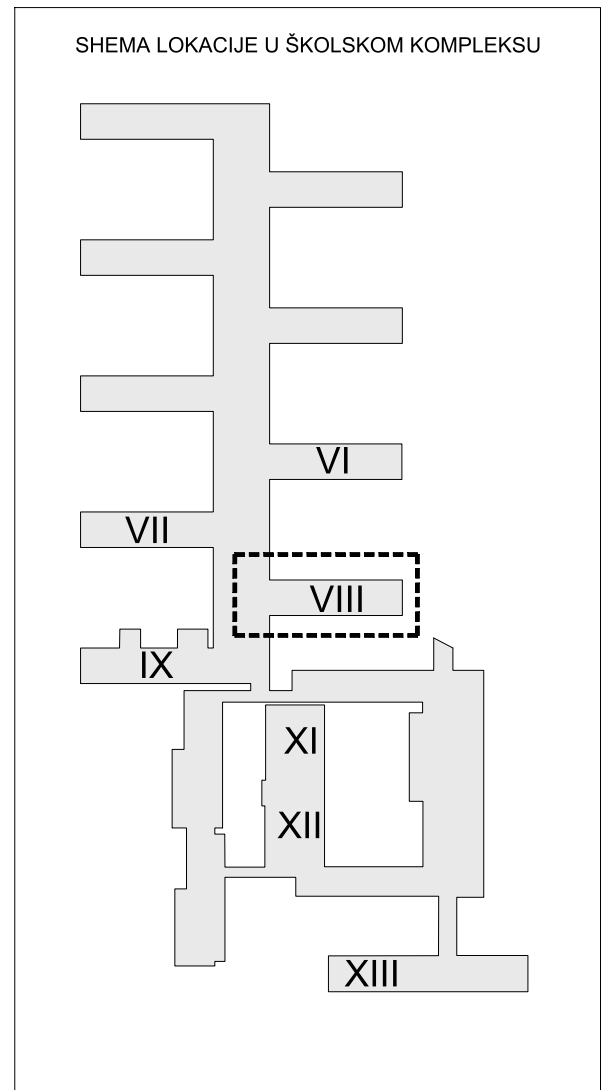 SHEMA LOKACIJE U ŠKOLSKOM KOMPLEKSU
VI
VII
VIII
IX
XI
XII
XIII